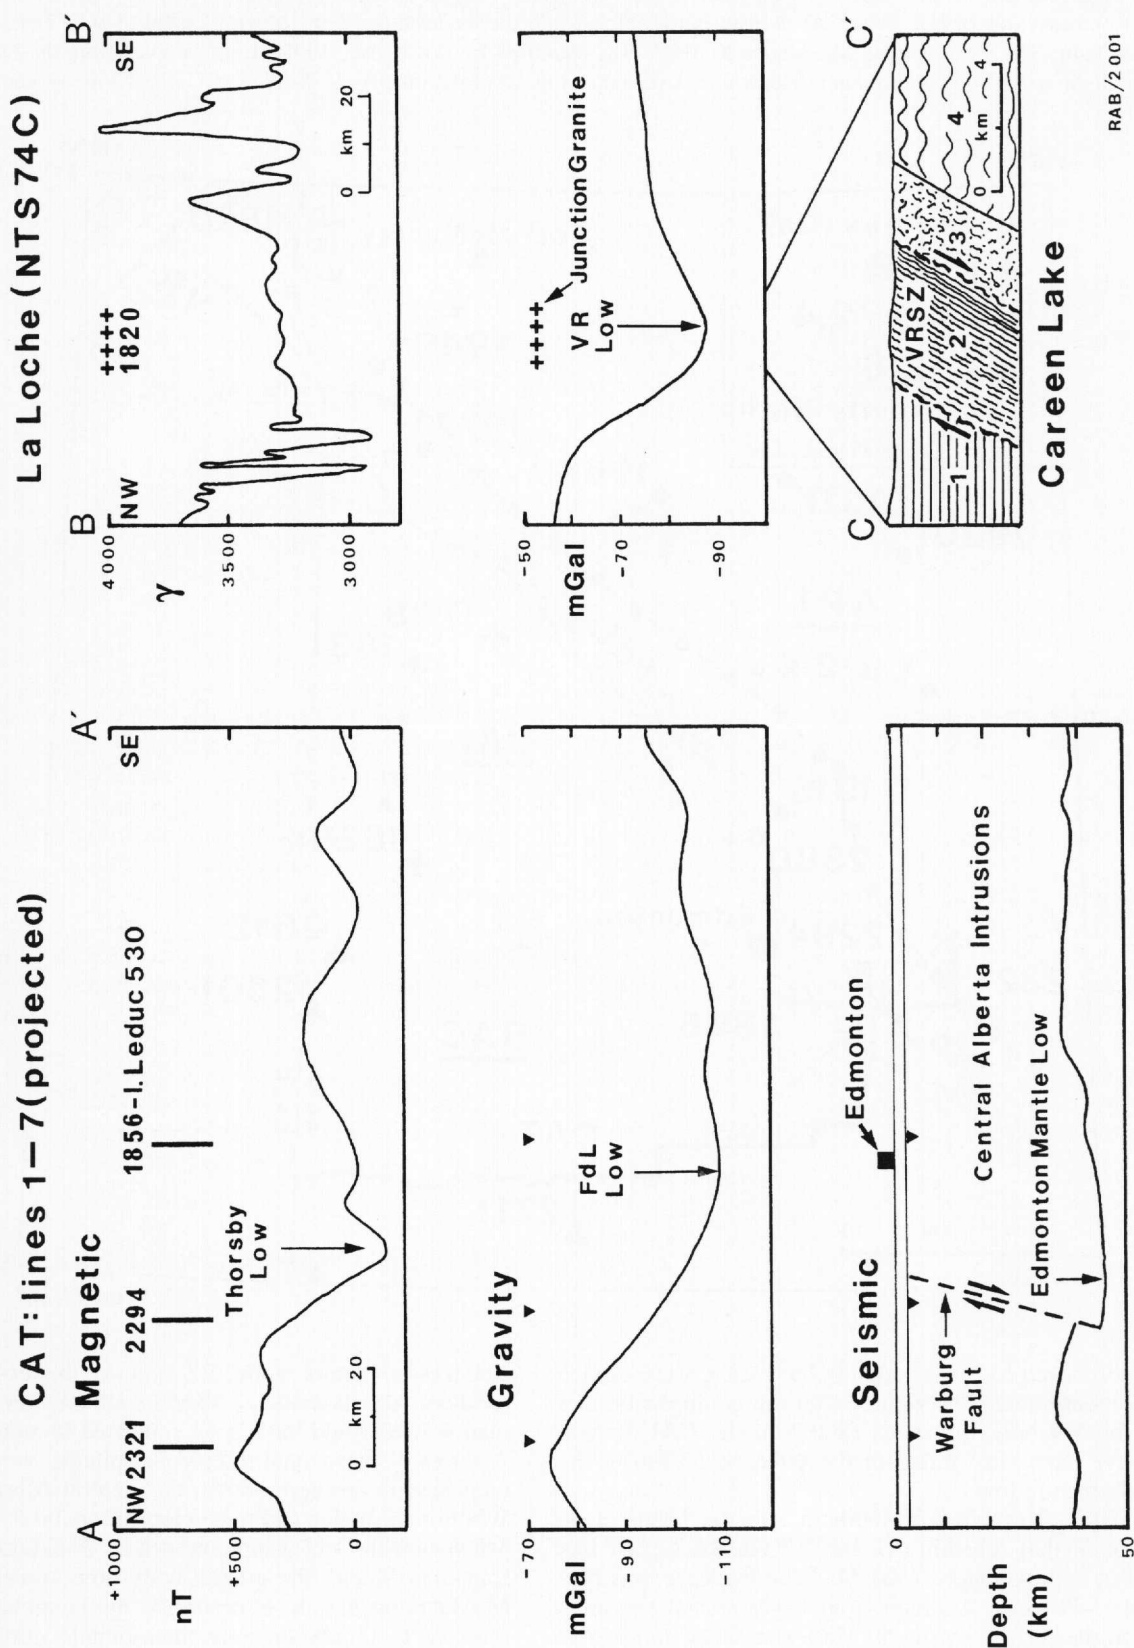 CAT: lines 1–7 (projected)
Magnetic
A
A′
NW
2321
2294
1856-I.Leduc 530
SE
+1000
+500
0
nT
Thorsby
Low
0 km 20
Gravity
-70
-90
-110
mGal
FdL
Low
Seismic
Edmonton
0
50
Depth
(km)
Warburg
Fault
Central Alberta Intrusions
Edmonton Mantle Low
La Loche (NTS 74C)
B
B′
NW
++++
1820
SE
4000
3500
3000
γ
0 km 20
-50
-70
-90
mGal
++++
Junction Granite
VR
Low
C
C′
1
VRSZ
2
3
4
0 km 4
Careen Lake
RAB/2001